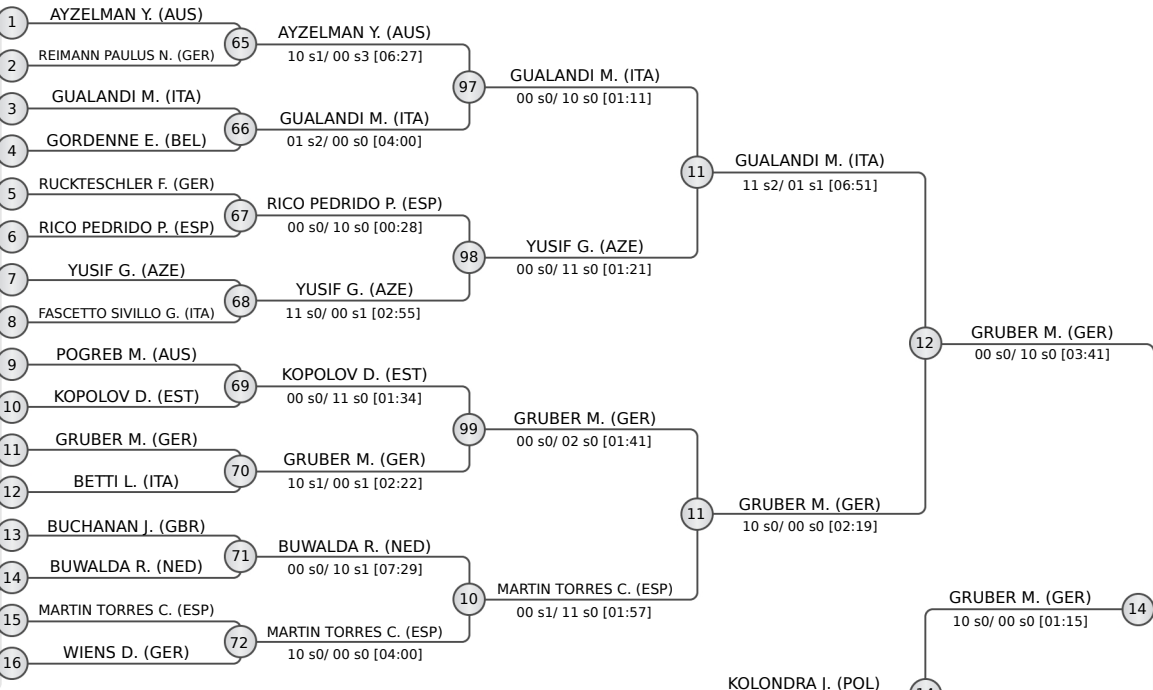 1
AYZELMAN Y. (AUS)
2
REIMANN PAULUS N. (GER)
3
GUALANDI M. (ITA)
4
GORDENNE E. (BEL)
5
RUCKTESCHLER F. (GER)
6
RICO PEDRIDO P. (ESP)
7
YUSIF G. (AZE)
8
FASCETTO SIVILLO G. (ITA)
9
POGREB M. (AUS)
10
KOPOLOV D. (EST)
11
GRUBER M. (GER)
12
BETTI L. (ITA)
13
BUCHANAN J. (GBR)
14
BUWALDA R. (NED)
15
MARTIN TORRES C. (ESP)
16
WIENS D. (GER)
65
AYZELMAN Y. (AUS)
10 s1/ 00 s3 [06:27]
66
GUALANDI M. (ITA)
01 s2/ 00 s0 [04:00]
67
RICO PEDRIDO P. (ESP)
00 s0/ 10 s0 [00:28]
68
YUSIF G. (AZE)
11 s0/ 00 s1 [02:55]
69
KOPOLOV D. (EST)
00 s0/ 11 s0 [01:34]
70
GRUBER M. (GER)
10 s1/ 00 s1 [02:22]
71
BUWALDA R. (NED)
00 s0/ 10 s1 [07:29]
72
MARTIN TORRES C. (ESP)
10 s0/ 00 s0 [04:00]
97
GUALANDI M. (ITA)
00 s0/ 10 s0 [01:11]
98
YUSIF G. (AZE)
00 s0/ 11 s0 [01:21]
99
GRUBER M. (GER)
00 s0/ 02 s0 [01:41]
10
MARTIN TORRES C. (ESP)
00 s1/ 11 s0 [01:57]
11
GUALANDI M. (ITA)
11 s2/ 01 s1 [06:51]
11
GRUBER M. (GER)
10 s0/ 00 s0 [02:19]
12
GRUBER M. (GER)
00 s0/ 10 s0 [03:41]
GRUBER M. (GER)
10 s0/ 00 s0 [01:15]
14
KOLONDRA J. (POL)